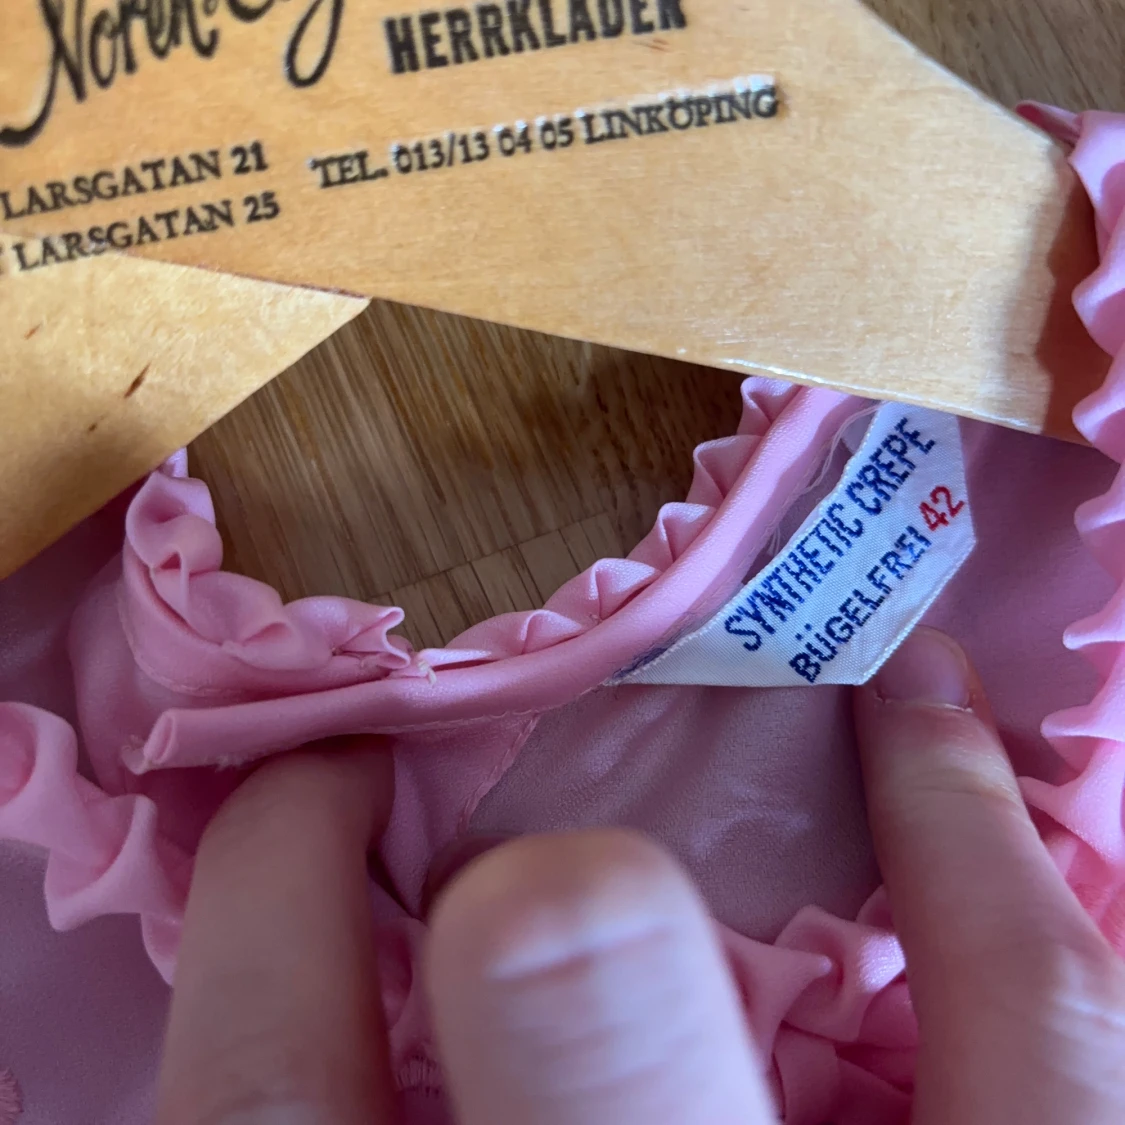 HERRKLÄDER
LARSGATAN 21
TEL. 013/13 04 05 LINKÖPING
LARSGATAN 25
SYNTHETIC CREPE
BÜGELFREI 42